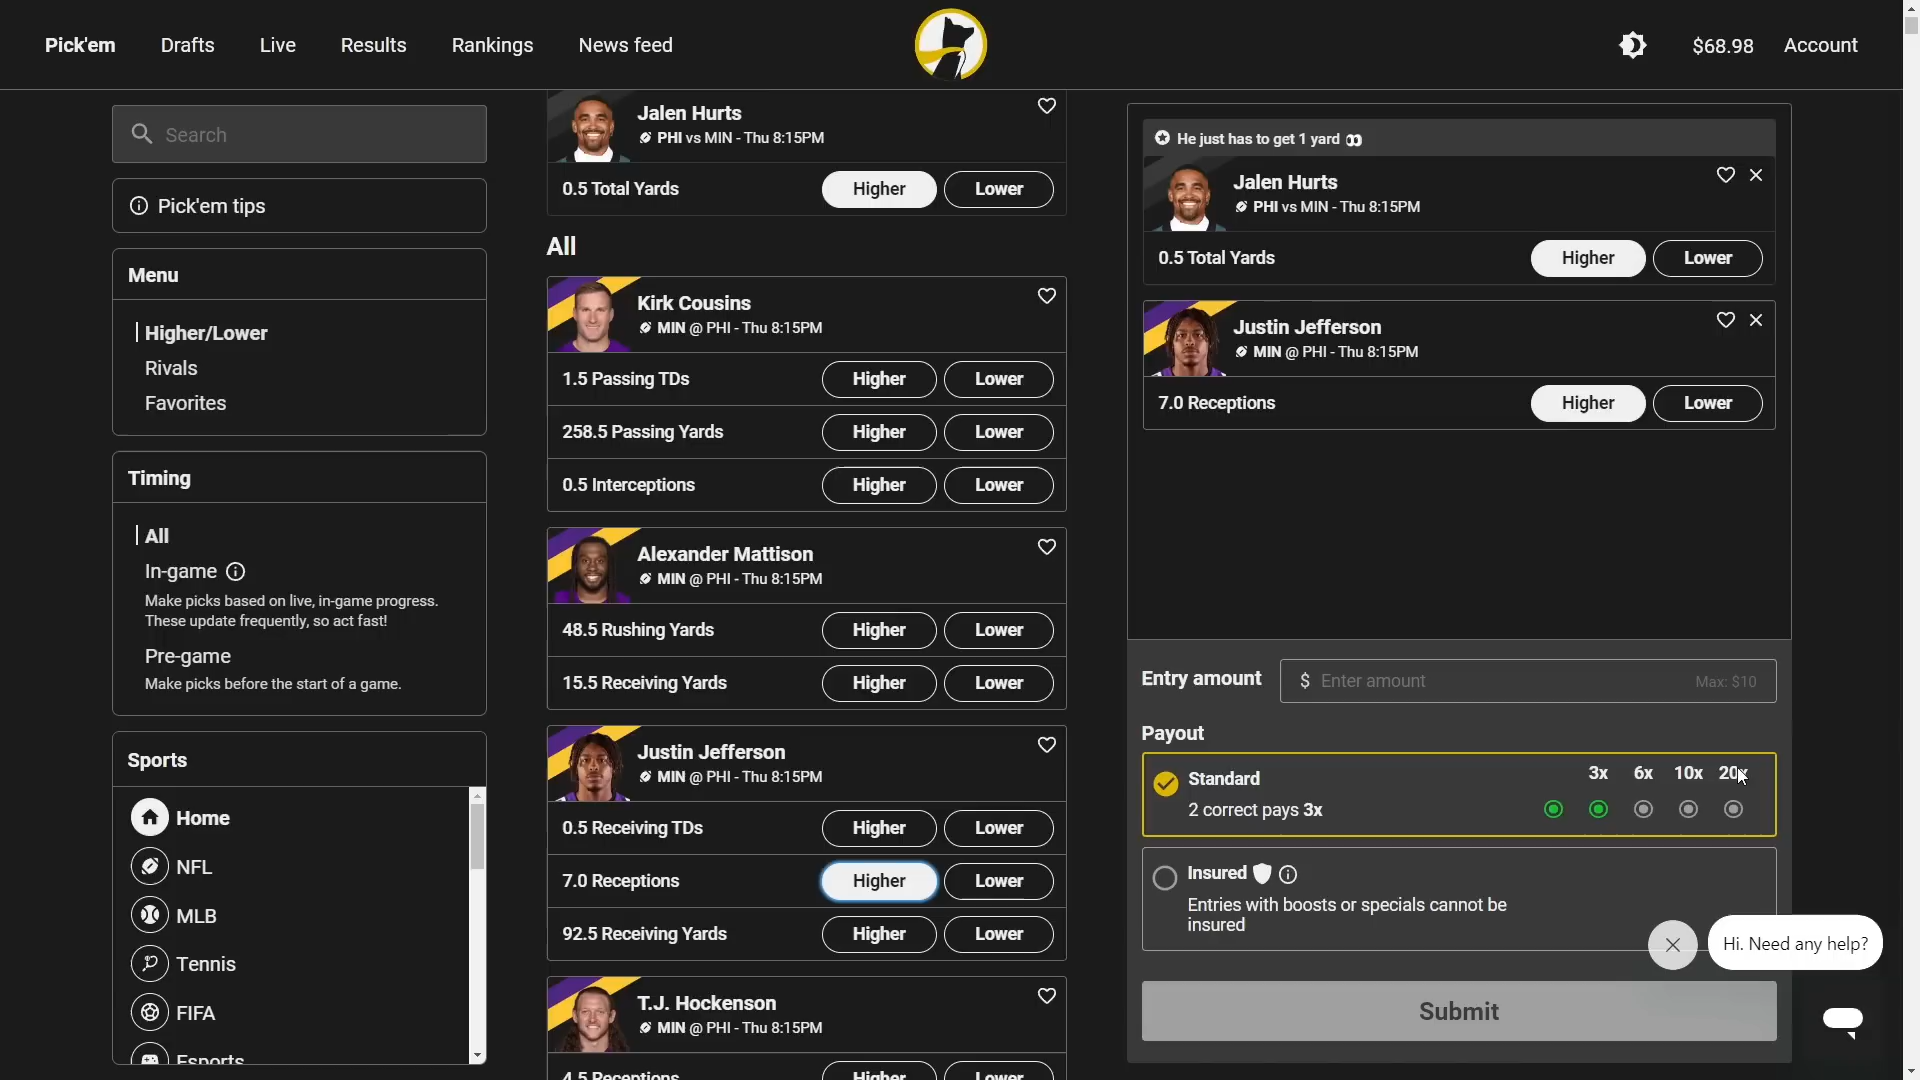 Pick'em Drafts Live Results Rankings News feed $68.98 Account
Search
Pick'em tips
Menu
Higher/Lower
Rivals
Favorites
Timing
All
In-game
Make picks based on live, in-game progress.
These update frequently, so act fast!
Pre-game
Make picks before the start of a game.
Sports
Home
NFL
MLB
Tennis
FIFA
Esports
Jalen Hurts
PHI vs MIN - Thu 8:15PM
0.5 Total Yards Higher Lower
All
Kirk Cousins
MIN @ PHI - Thu 8:15PM
1.5 Passing TDs Higher Lower
258.5 Passing Yards Higher Lower
0.5 Interceptions Higher Lower
Alexander Mattison
MIN @ PHI - Thu 8:15PM
48.5 Rushing Yards Higher Lower
15.5 Receiving Yards Higher Lower
Justin Jefferson
MIN @ PHI - Thu 8:15PM
0.5 Receiving TDs Higher Lower
7.0 Receptions Higher Lower
92.5 Receiving Yards Higher Lower
T.J. Hockenson
MIN @ PHI - Thu 8:15PM
4.5 Receptions Higher Lower
He just has to get 1 yard
Jalen Hurts
PHI vs MIN - Thu 8:15PM
0.5 Total Yards Higher Lower
Justin Jefferson
MIN @ PHI - Thu 8:15PM
7.0 Receptions Higher Lower
Entry amount $ Enter amount Max: $10
Payout
Standard 3x 6x 10x 20x
2 correct pays 3x
Insured
Entries with boosts or specials cannot be
insured
Hi. Need any help?
Submit